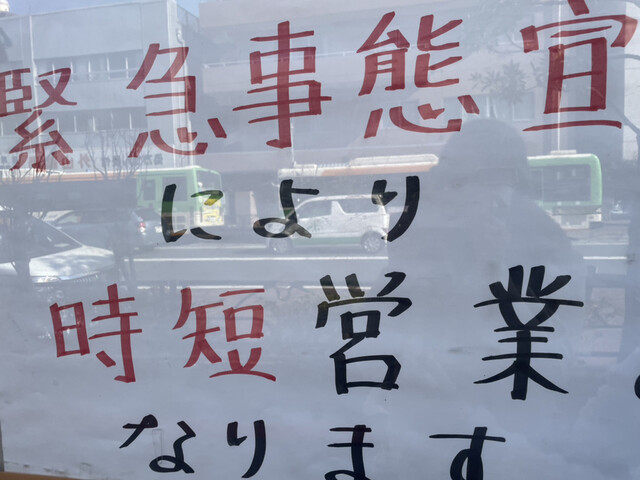 緊急事態宣
により
時短営業
なります